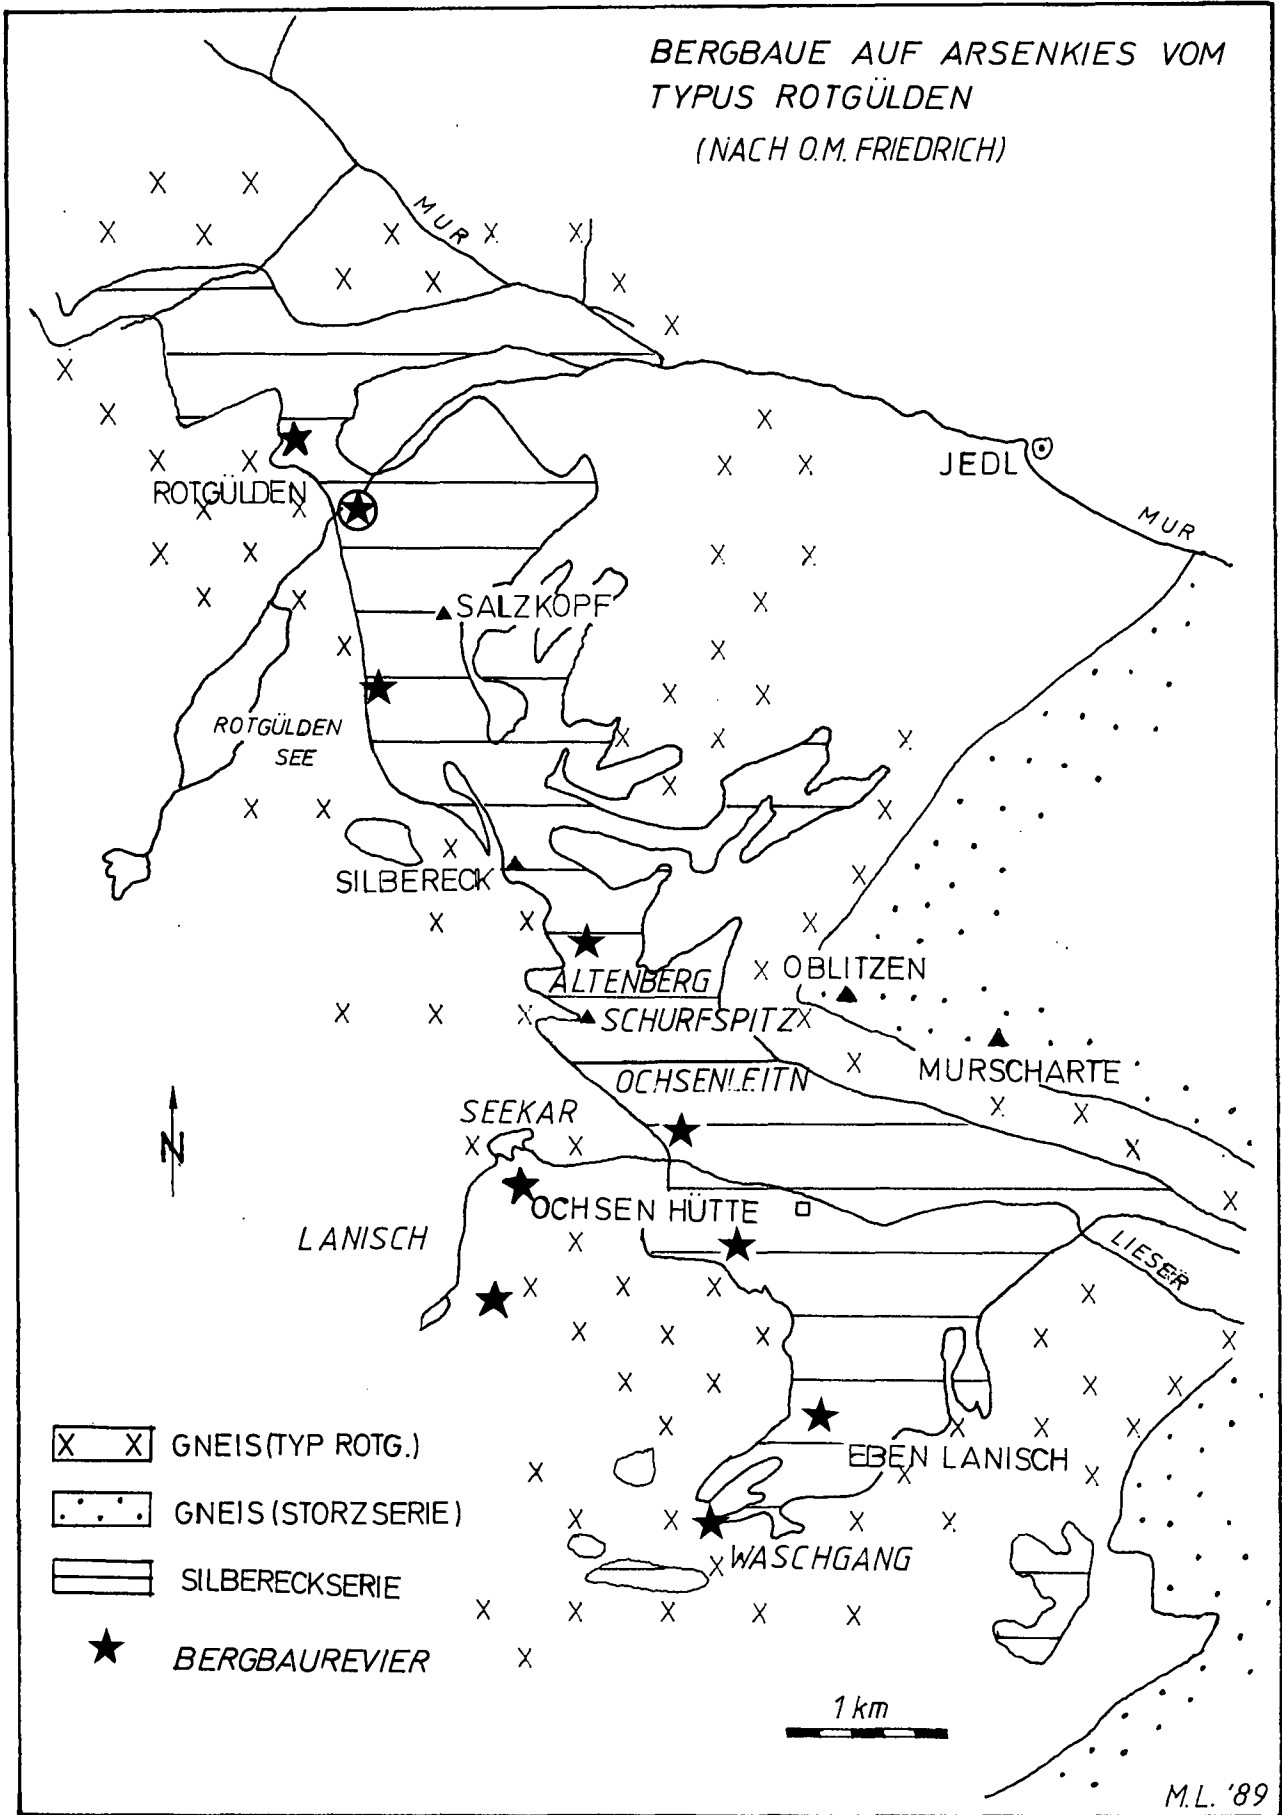 BERGBAUE AUF ARSENKIES VOM
TYPUS ROTGÜLDEN
(NACH O.M. FRIEDRICH)
MUR
JEDL
ROTGÜLDEN
MUR
SALZKOPF
ROTGÜLDEN
SEE
SILBERECK
OBLITZEN
ALTENBERG
SCHURFSPITZ
MURSCHARTE
OCHSENLEITN
SEEKAR
N
OCHSEN HÜTTE
LANISCH
LIESER
X X GNEIS (TYP ROTG.)
EBEN LANISCH
GNEIS (STORZSERIE)
WASCHGANG
SILBERECKSERIE
BERGBAUREVIER
1 km
M.L. '89